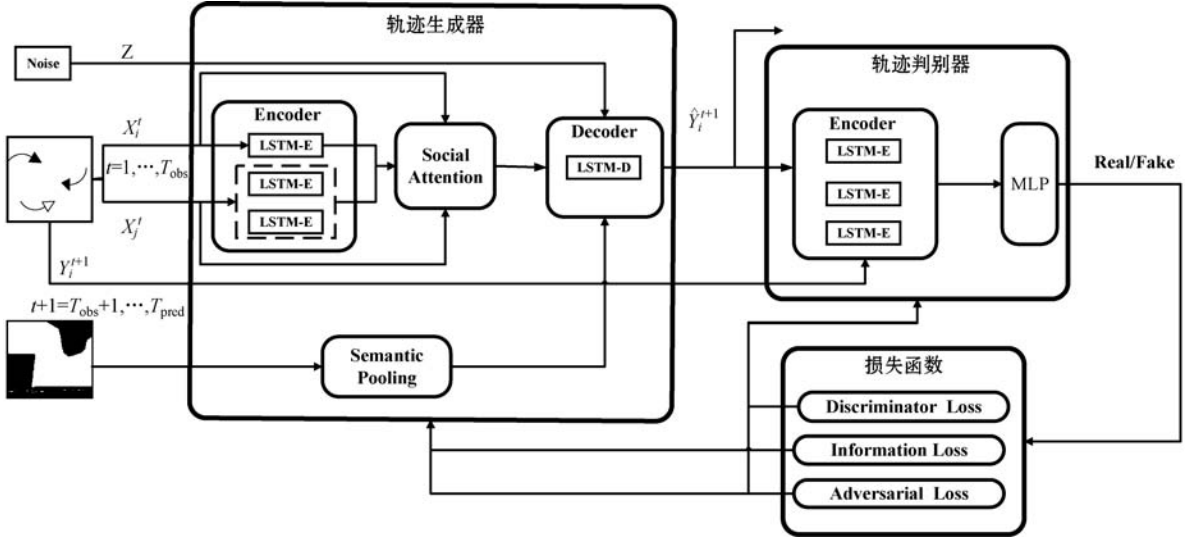 轨迹生成器
Noise
Z
Encoder
X_i^t
LSTM-E
t=1,⋯,T_obs
LSTM-E
X_j^t
LSTM-E
Social
Attention
Decoder
LSTM-D
Ŷ_i^{t+1}
Y_i^{t+1}
t+1=T_obs+1,⋯,T_pred
Semantic
Pooling
轨迹判别器
Encoder
LSTM-E
LSTM-E
LSTM-E
MLP
Real/Fake
损失函数
Discriminator Loss
Information Loss
Adversarial Loss